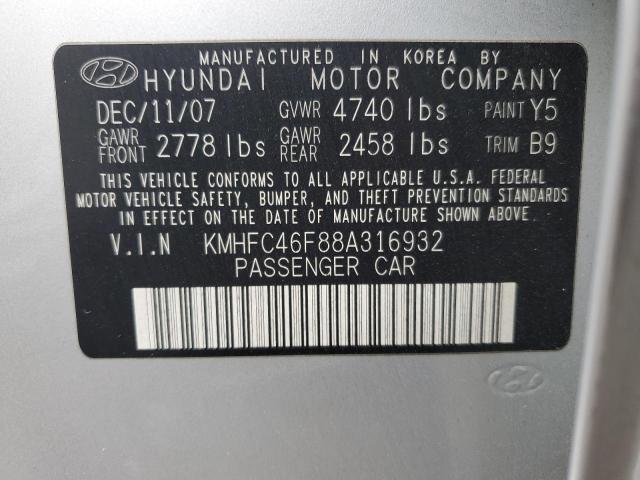 MANUFACTURED IN KOREA BY
HYUNDAI MOTOR COMPANY
DEC/11/07 GVWR 4740 lbs PAINT Y5
GAWR FRONT 2778 lbs GAWR REAR 2458 lbs TRIM B9
THIS VEHICLE CONFORMS TO ALL APPLICABLE U.S.A. FEDERAL
MOTOR VEHICLE SAFETY, BUMPER, AND THEFT PREVENTION STANDARDS
IN EFFECT ON THE DATE OF MANUFACTURE SHOWN ABOVE.
V.I.N KMHFC46F88A316932
PASSENGER CAR